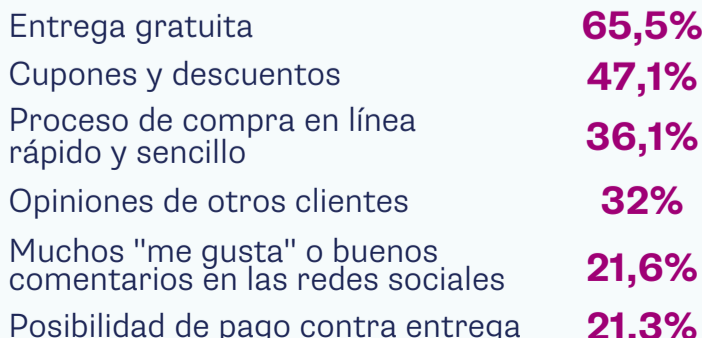 Entrega gratuita 65,5%
Cupones y descuentos 47,1%
Proceso de compra en línea
rápido y sencillo 36,1%
Opiniones de otros clientes 32%
Muchos "me gusta" o buenos
comentarios en las redes sociales 21,6%
Posibilidad de pago contra entrega 21,3%